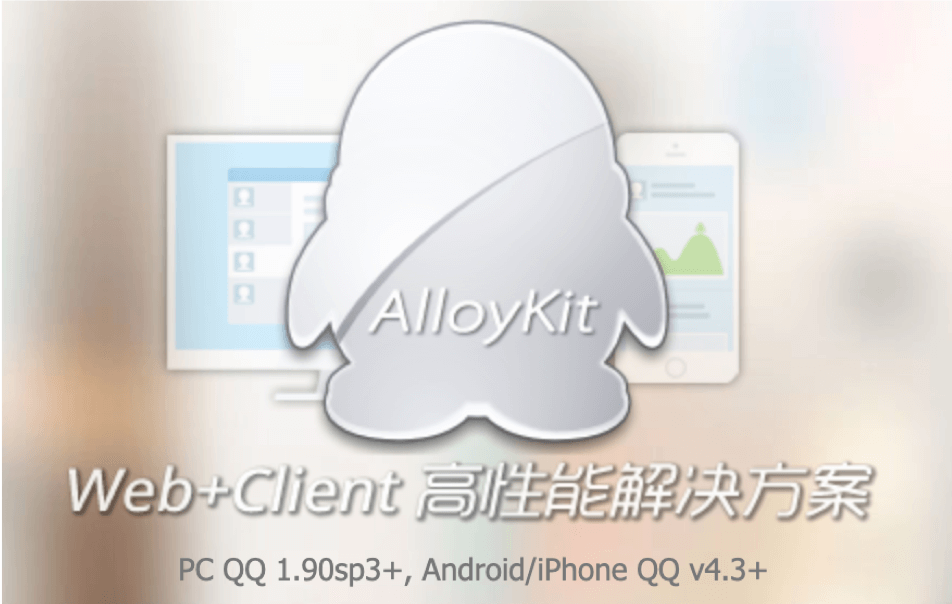 AlloyKit
Web+Client 高性能解决方案
PC QQ 1.90sp3+, Android/iPhone QQ v4.3+